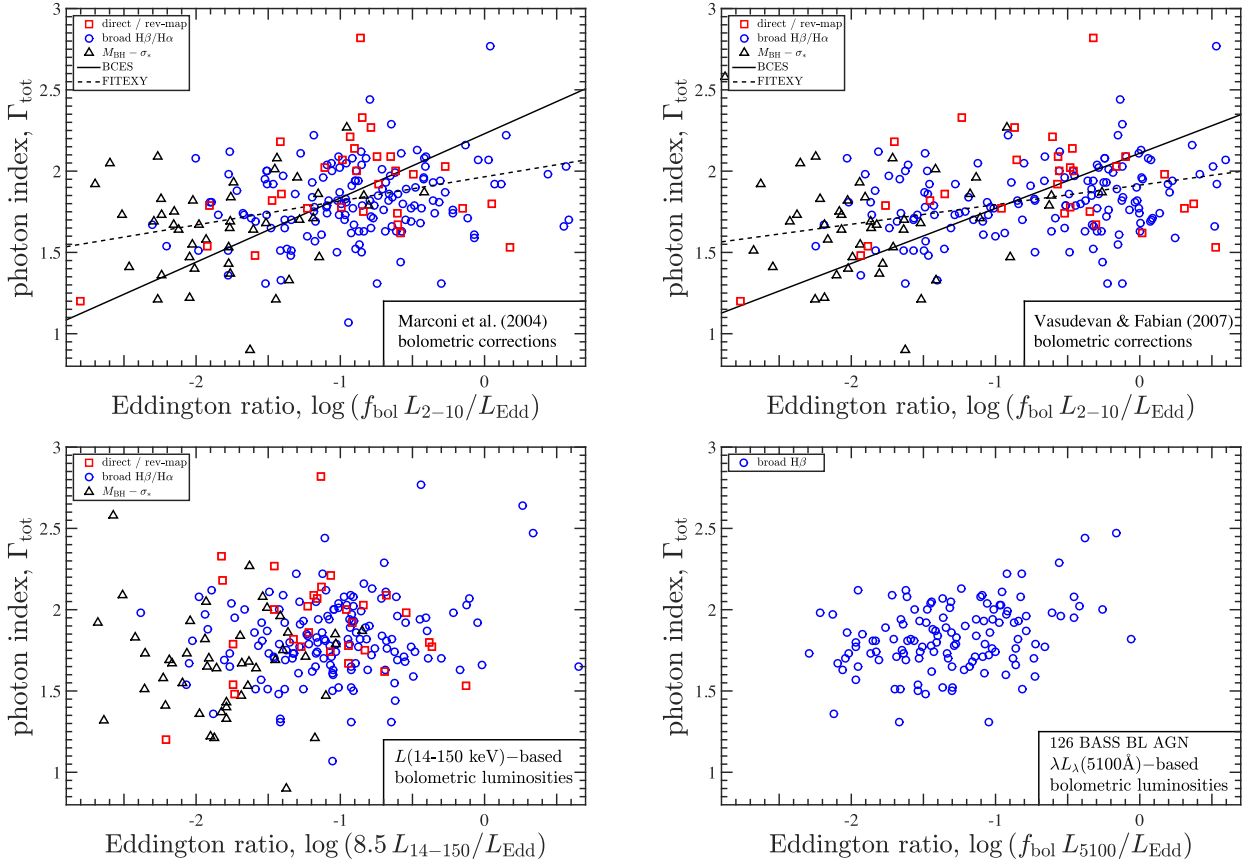 direct / rev-map
broad Hβ/Hα
M_BH − σ_*
BCES
FITEXY
3
2.5
2
1.5
1
photon index, Γ_tot
Marconi et al. (2004)
bolometric corrections
-2 -1 0
Eddington ratio, log (f_bol L_2−10/L_Edd)
direct / rev-map
broad Hβ/Hα
M_BH − σ_*
BCES
FITEXY
3
2.5
2
1.5
1
photon index, Γ_tot
Vasudevan & Fabian (2007)
bolometric corrections
-2 -1 0
Eddington ratio, log (f_bol L_2−10/L_Edd)
direct / rev-map
broad Hβ/Hα
M_BH − σ_*
3
2.5
2
1.5
1
photon index, Γ_tot
L(14-150 keV)−based
bolometric luminosities
-2 -1 0
Eddington ratio, log (8.5 L_14−150/L_Edd)
broad Hβ
3
2.5
2
1.5
1
photon index, Γ_tot
126 BASS BL AGN
λL_λ(5100Å)−based
bolometric luminosities
-2 -1 0
Eddington ratio, log (f_bol L_5100/L_Edd)